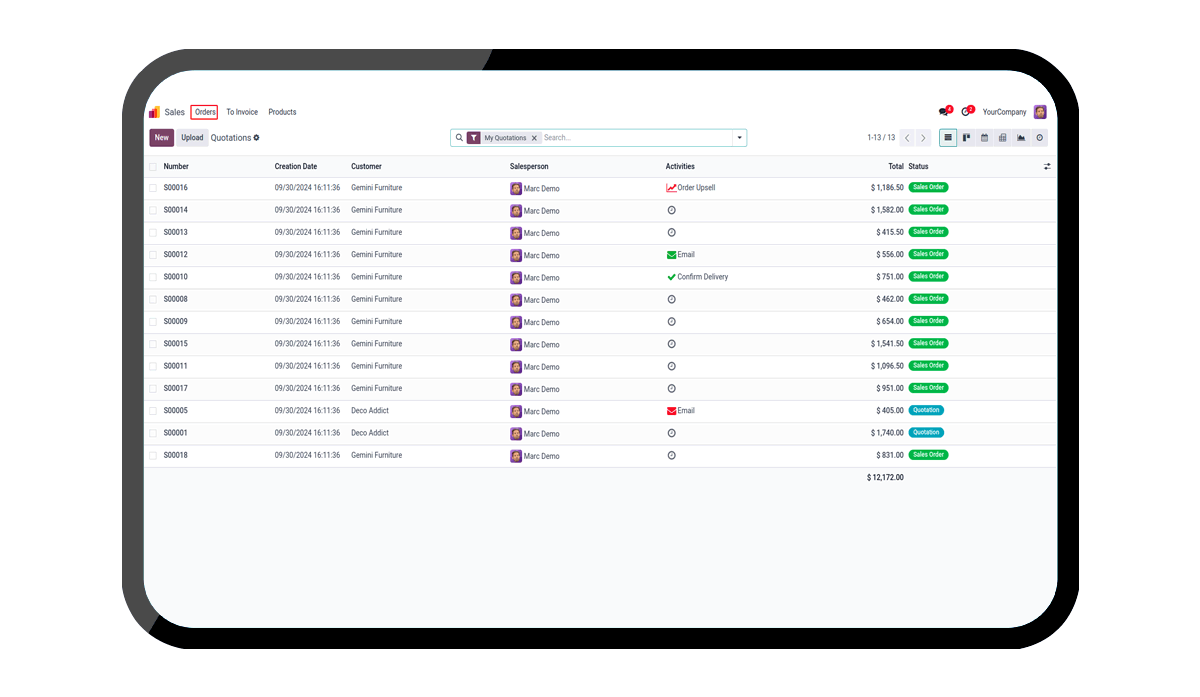 Sales Orders To Invoice Products 4 2 YourCompany
New Upload Quotations My Quotations Search... 1-13 / 13
Number Creation Date Customer Salesperson Activities Total Status
S00016 09/30/2024 16:11:36 Gemini Furniture Marc Demo Order Upsell $ 1,186.50 Sales Order
S00014 09/30/2024 16:11:36 Gemini Furniture Marc Demo $ 1,582.00 Sales Order
S00013 09/30/2024 16:11:36 Gemini Furniture Marc Demo $ 415.50 Sales Order
S00012 09/30/2024 16:11:36 Gemini Furniture Marc Demo Email $ 556.00 Sales Order
S00010 09/30/2024 16:11:36 Gemini Furniture Marc Demo Confirm Delivery $ 751.00 Sales Order
S00008 09/30/2024 16:11:36 Gemini Furniture Marc Demo $ 462.00 Sales Order
S00009 09/30/2024 16:11:36 Gemini Furniture Marc Demo $ 654.00 Sales Order
S00015 09/30/2024 16:11:36 Gemini Furniture Marc Demo $ 1,541.50 Sales Order
S00011 09/30/2024 16:11:36 Gemini Furniture Marc Demo $ 1,096.50 Sales Order
S00017 09/30/2024 16:11:36 Gemini Furniture Marc Demo $ 951.00 Sales Order
S00005 09/30/2024 16:11:36 Deco Addict Marc Demo Email $ 405.00 Quotation
S00001 09/30/2024 16:11:36 Deco Addict Marc Demo $ 1,740.00 Quotation
S00018 09/30/2024 16:11:36 Gemini Furniture Marc Demo $ 831.00 Sales Order
$ 12,172.00